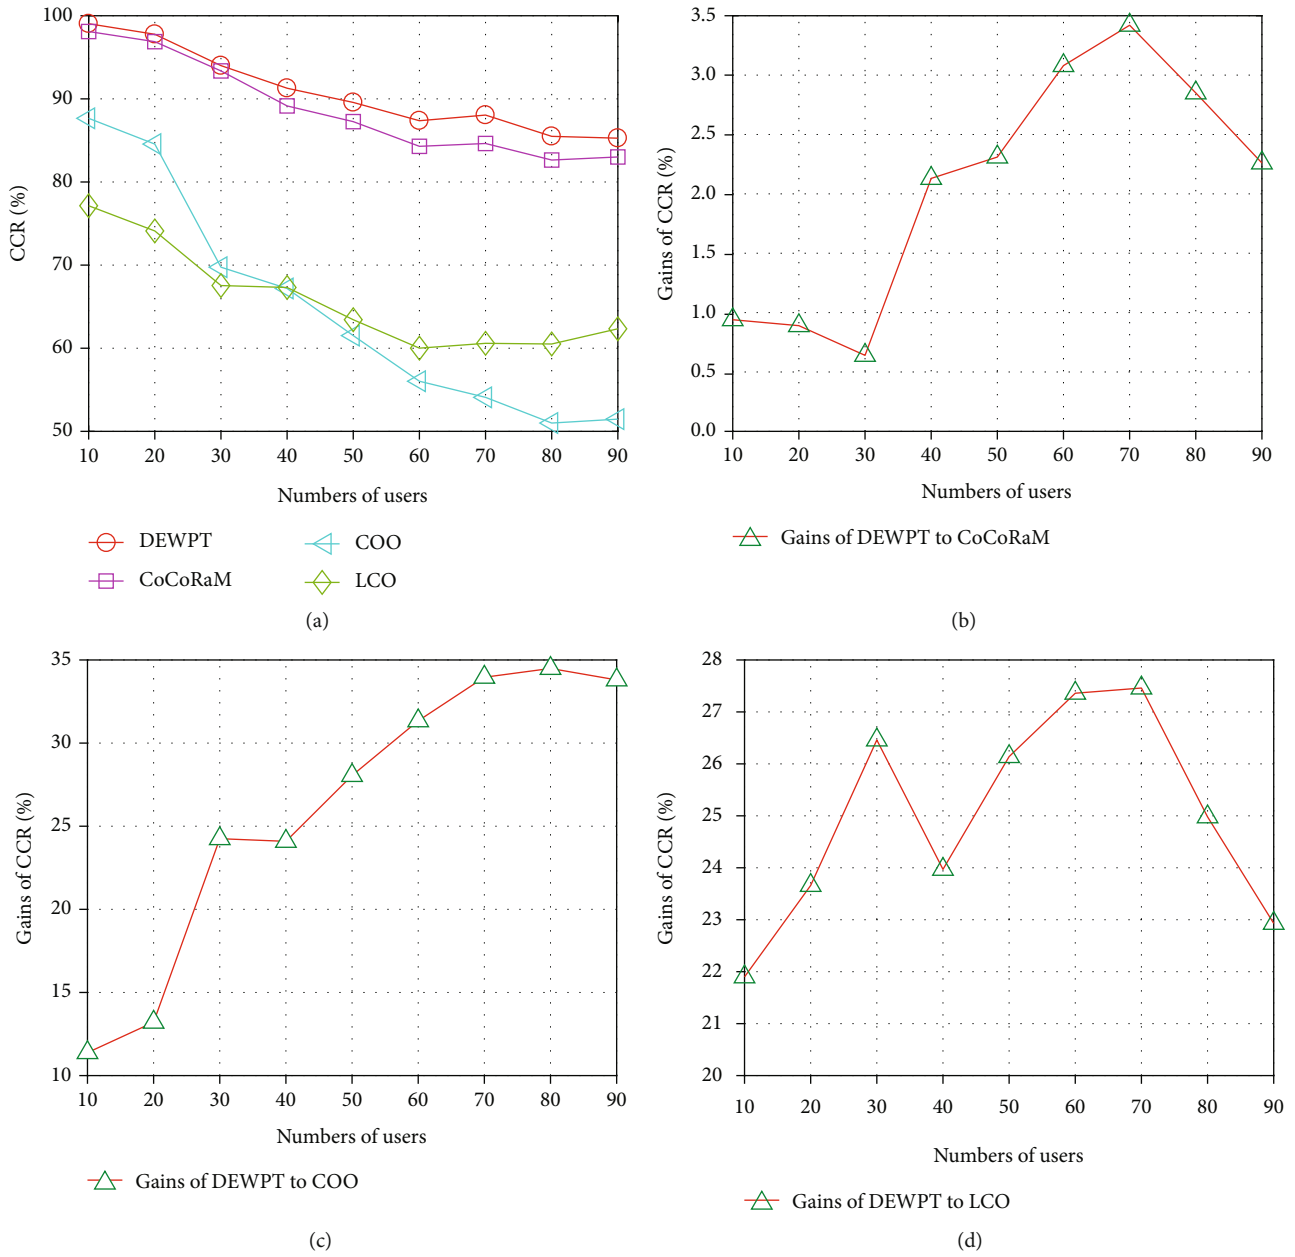 CCR (%)
100
90
80
70
60
50
10 20 30 40 50 60 70 80 90
Numbers of users
DEWPT
COO
CoCoRaM
LCO
(a)
Gains of CCR (%)
3.5
3.0
2.5
2.0
1.5
1.0
0.5
0.0
10 20 30 40 50 60 70 80 90
Numbers of users
Gains of DEWPT to CoCoRaM
(b)
Gains of CCR (%)
35
30
25
20
15
10
10 20 30 40 50 60 70 80 90
Numbers of users
Gains of DEWPT to COO
(c)
Gains of CCR (%)
28
27
26
25
24
23
22
21
20
10 20 30 40 50 60 70 80 90
Numbers of users
Gains of DEWPT to LCO
(d)